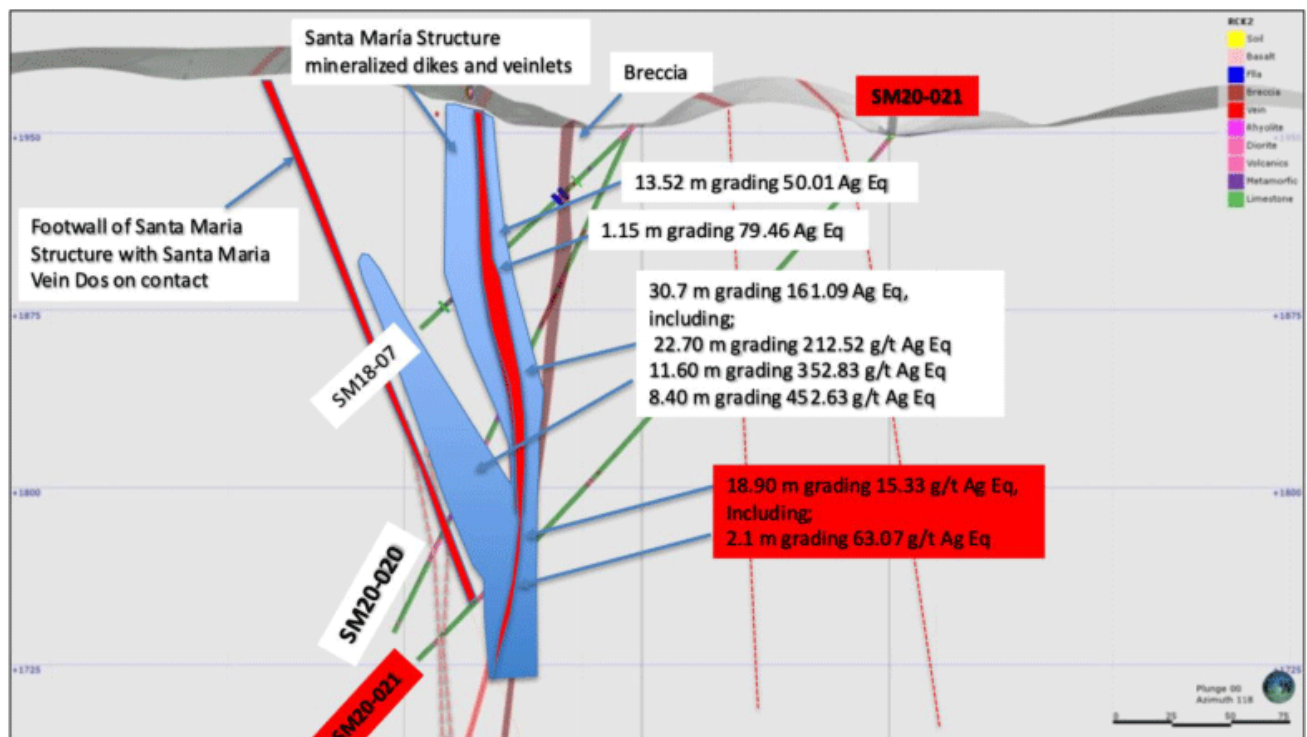 Santa María Structure
mineralized dikes and veinlets
Breccia
SM20-021
RCK2
Soil
Basalt
Flla
Breccia
Vein
Rhyolite
Diorite
Volcanics
Metamorfic
Limestone
+1950
+1950
13.52 m grading 50.01 Ag Eq
Footwall of Santa Maria
Structure with Santa Maria
Vein Dos on contact
1.15 m grading 79.46 Ag Eq
30.7 m grading 161.09 Ag Eq,
including;
22.70 m grading 212.52 g/t Ag Eq
11.60 m grading 352.83 g/t Ag Eq
8.40 m grading 452.63 g/t Ag Eq
+1875
+1875
SM18-07
+1800
+1800
18.90 m grading 15.33 g/t Ag Eq,
Including;
2.1 m grading 63.07 g/t Ag Eq
SM20-020
SM20-021
+1725
+1725
Plunge 00
Azimuth 118
0 25 50 75